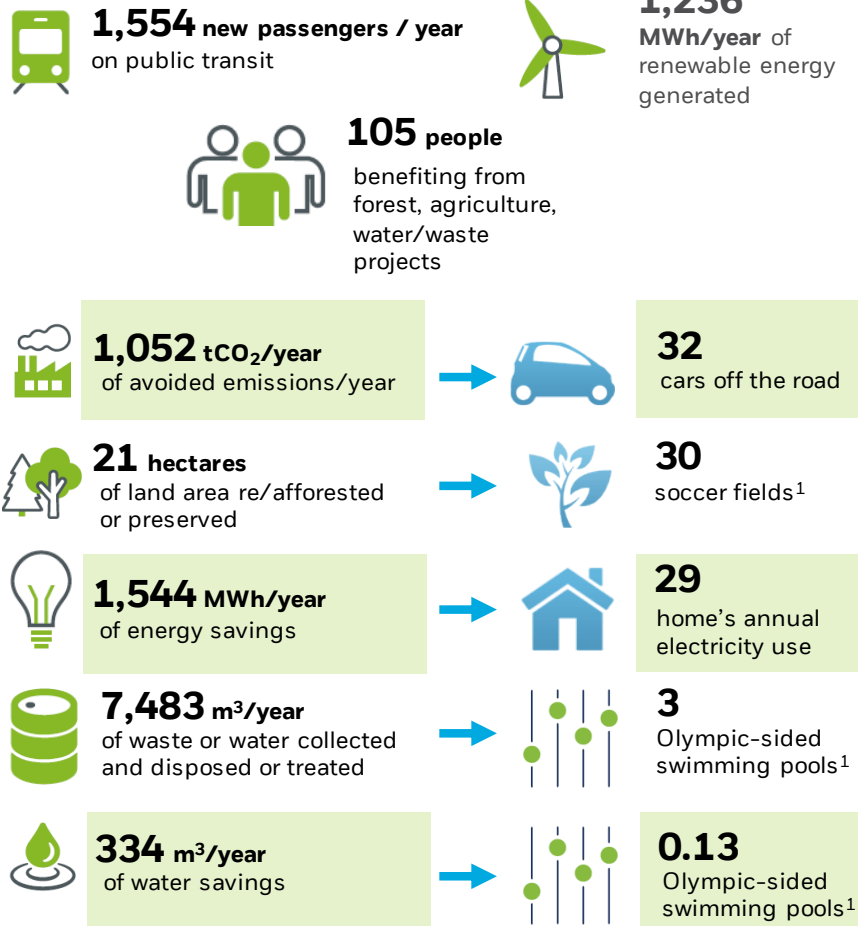 1,554 new passengers / year
on public transit
1,236
MWh/year of
renewable energy
generated
105 people
benefiting from
forest, agriculture,
water/waste
projects
1,052 tCO₂/year
of avoided emissions/year
32
cars off the road
21 hectares
of land area re/afforested
or preserved
30
soccer fields¹
1,544 MWh/year
of energy savings
29
home's annual
electricity use
7,483 m³/year
of waste or water collected
and disposed or treated
3
Olympic-sided
swimming pools¹
334 m³/year
of water savings
0.13
Olympic-sided
swimming pools¹